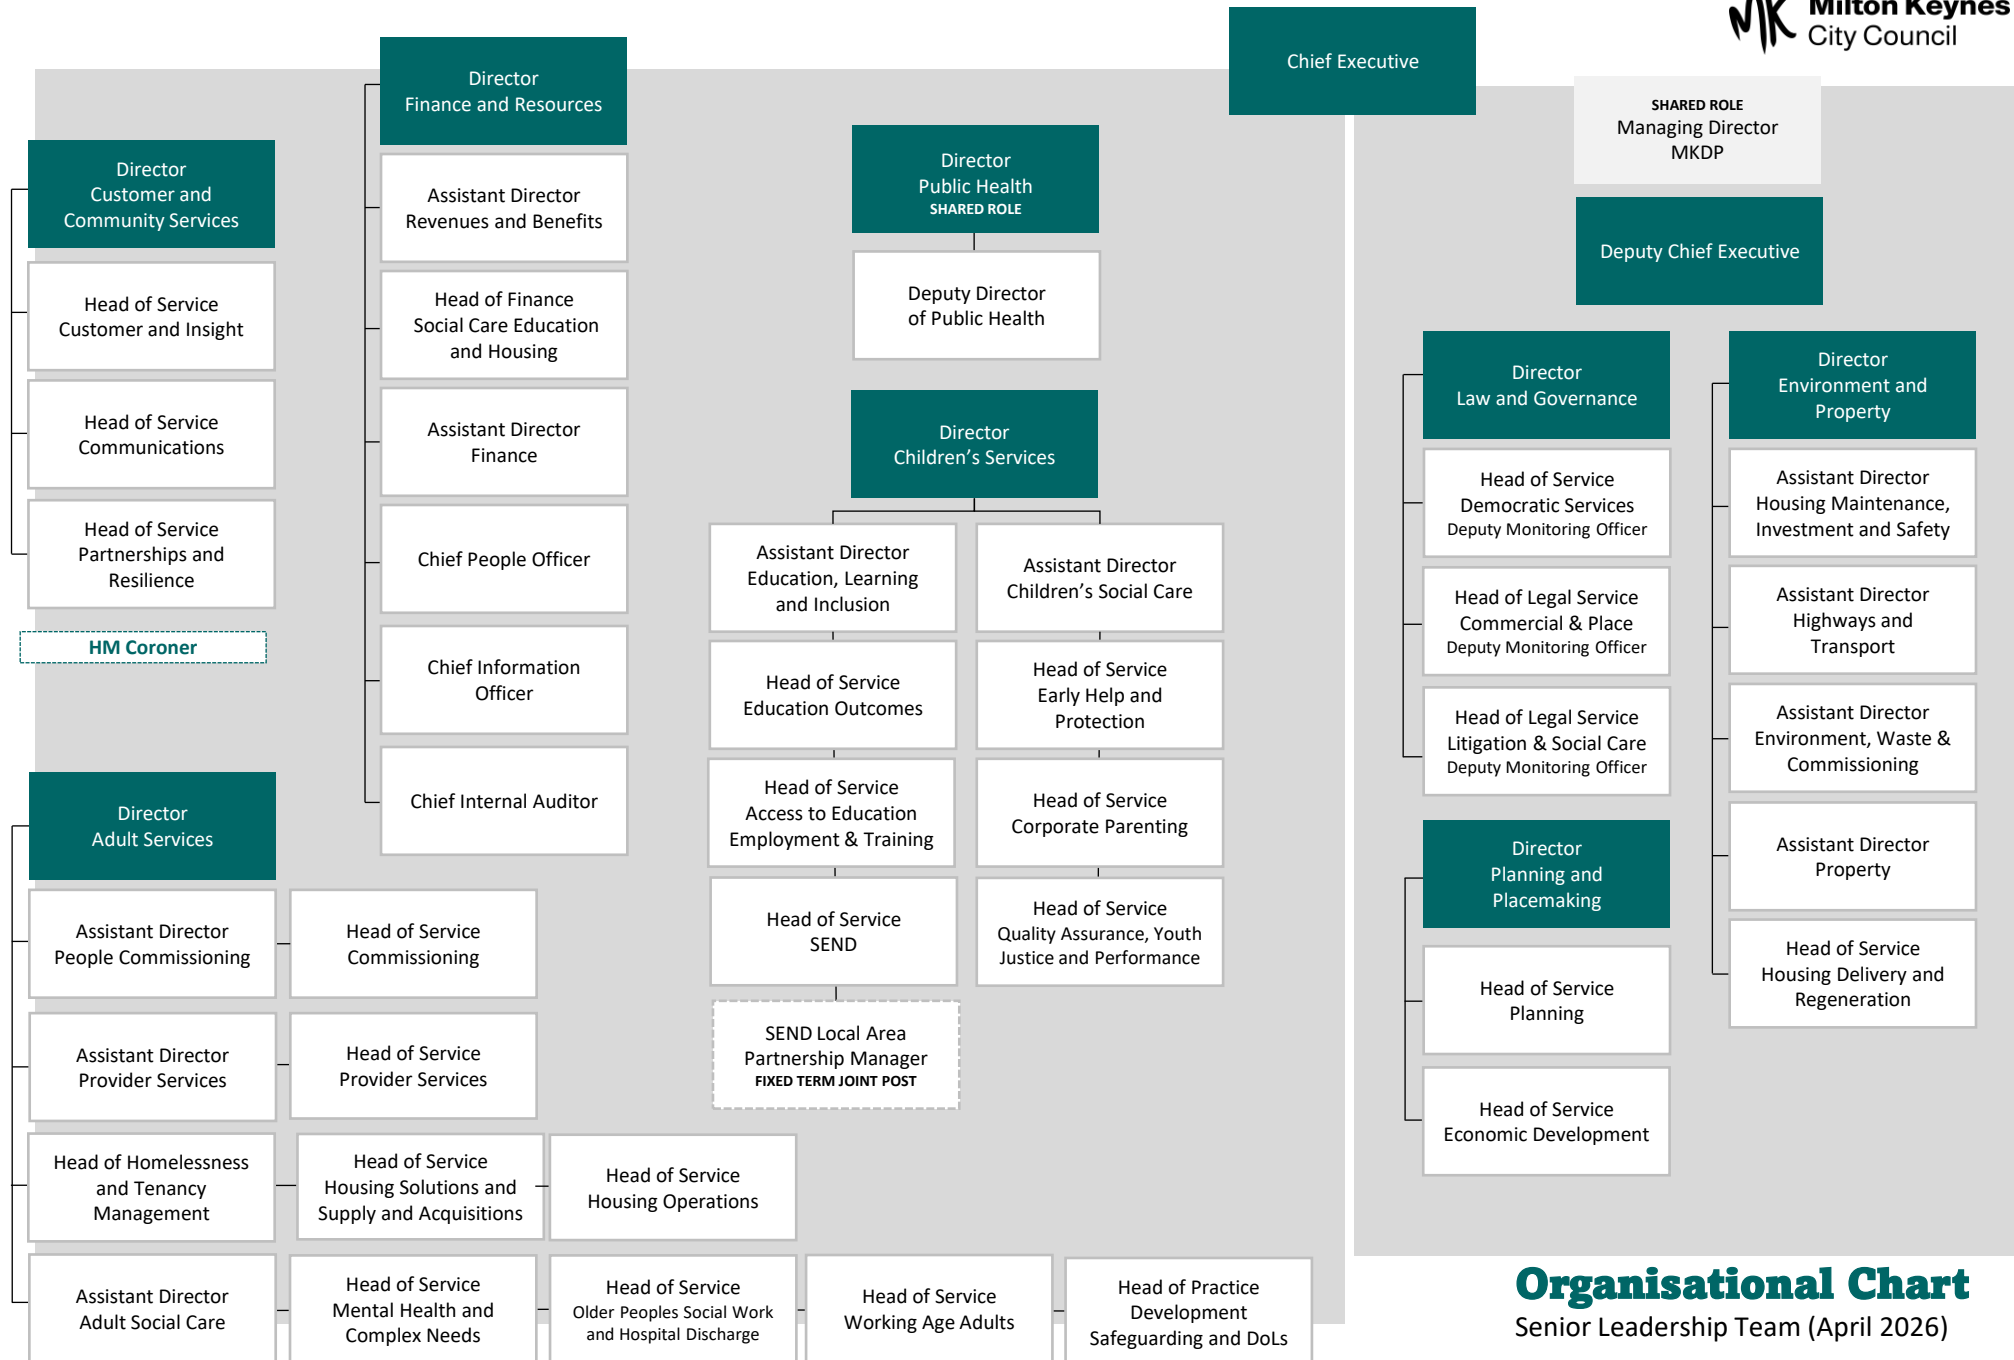 Milton Keynes
City Council
Chief Executive
Director
Finance and Resources
Assistant Director
Revenues and Benefits
Head of Finance
Social Care Education
and Housing
Assistant Director
Finance
Chief People Officer
Chief Information
Officer
Chief Internal Auditor
Director
Customer and
Community Services
Head of Service
Customer and Insight
Head of Service
Communications
Head of Service
Partnerships and
Resilience
HM Coroner
Director
Public Health
SHARED ROLE
Deputy Director
of Public Health
Director
Children’s Services
Assistant Director
Education, Learning
and Inclusion
Head of Service
Education Outcomes
Head of Service
Access to Education
Employment & Training
Head of Service
SEND
SEND Local Area
Partnership Manager
FIXED TERM JOINT POST
Assistant Director
Children’s Social Care
Head of Service
Early Help and
Protection
Head of Service
Corporate Parenting
Head of Service
Quality Assurance, Youth
Justice and Performance
Director
Adult Services
Assistant Director
People Commissioning
Head of Service
Commissioning
Assistant Director
Provider Services
Head of Service
Provider Services
Head of Homelessness
and Tenancy
Management
Head of Service
Housing Solutions and
Supply and Acquisitions
Head of Service
Housing Operations
Assistant Director
Adult Social Care
Head of Service
Mental Health and
Complex Needs
Head of Service
Older Peoples Social Work
and Hospital Discharge
Head of Service
Working Age Adults
Head of Practice
Development
Safeguarding and DoLs
SHARED ROLE
Managing Director
MKDP
Deputy Chief Executive
Director
Law and Governance
Head of Service
Democratic Services
Deputy Monitoring Officer
Head of Legal Service
Commercial & Place
Deputy Monitoring Officer
Head of Legal Service
Litigation & Social Care
Deputy Monitoring Officer
Director
Planning and
Placemaking
Head of Service
Planning
Head of Service
Economic Development
Director
Environment and
Property
Assistant Director
Housing Maintenance,
Investment and Safety
Assistant Director
Highways and
Transport
Assistant Director
Environment, Waste &
Commissioning
Assistant Director
Property
Head of Service
Housing Delivery and
Regeneration
Organisational Chart
Senior Leadership Team (April 2026)